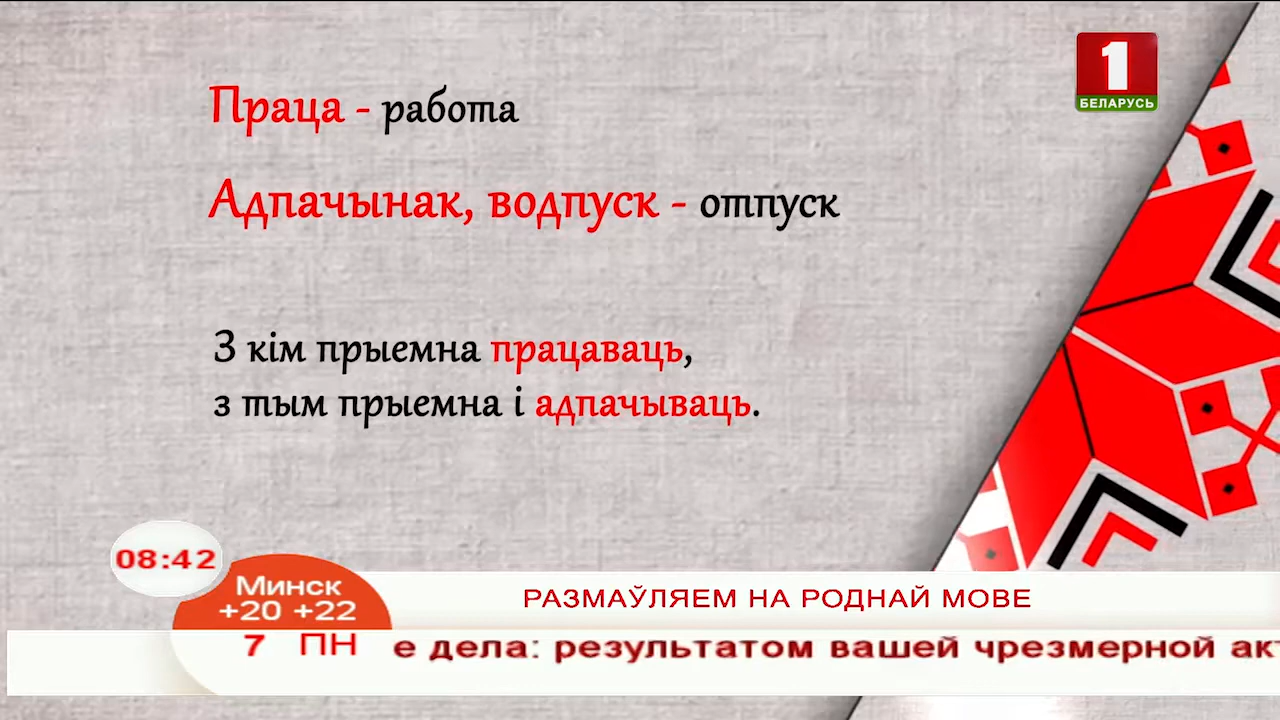 1
БЕЛАРУСЬ
Праца - работа
Адпачынак, водпуск - отпуск
З кім прыемна працаваць,
з тым прыемна і адпачываць.
08:42
Минск
+20 +22
РАЗМАЎЛЯЕМ НА РОДНАЙ МОВЕ
7 ПН
е дела: результатом вашей чрезмерной ак